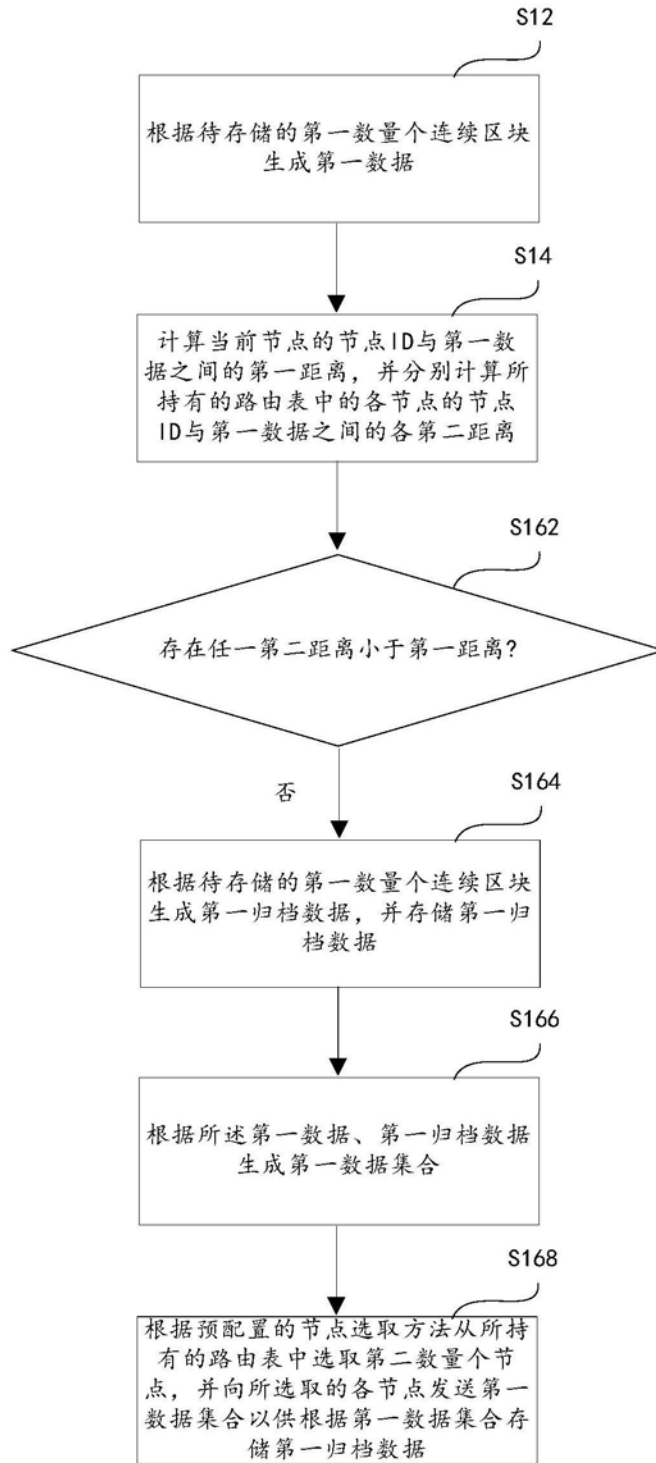 S12
根据待存储的第一数量个连续区块
生成第一数据
S14
计算当前节点的节点ID与第一数
据之间的第一距离，并分别计算所
持有的路由表中的各节点的节点
ID与第一数据之间的各第二距离
S162
存在任一第二距离小于第一距离?
否
S164
根据待存储的第一数量个连续区块
生成第一归档数据，并存储第一归
档数据
S166
根据所述第一数据、第一归档数据
生成第一数据集合
S168
根据预配置的节点选取方法从所持
有的路由表中选取第二数量个节
点，并向所选取的各节点发送第一
数据集合以供根据第一数据集合存
储第一归档数据